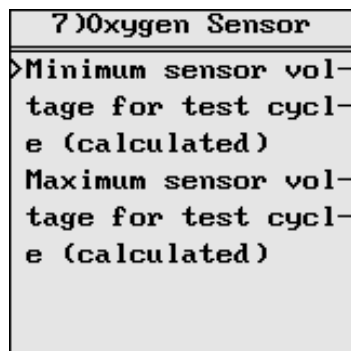 7)Oxygen Sensor
>Minimum sensor vol-
tage for test cycl-
e (calculated)
Maximum sensor vol-
tage for test cycl-
e (calculated)